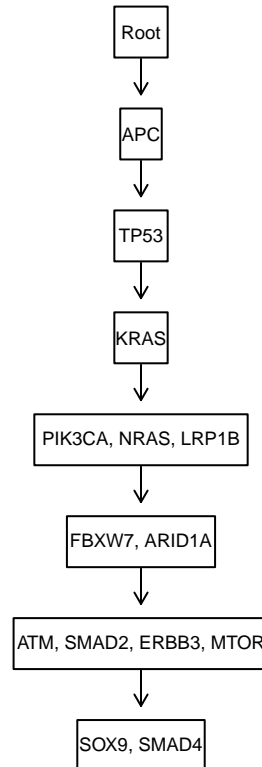 Root
APC
TP53
KRAS
PIK3CA, NRAS, LRP1B
FBXW7, ARID1A
ATM, SMAD2, ERBB3, MTOR
SOX9, SMAD4